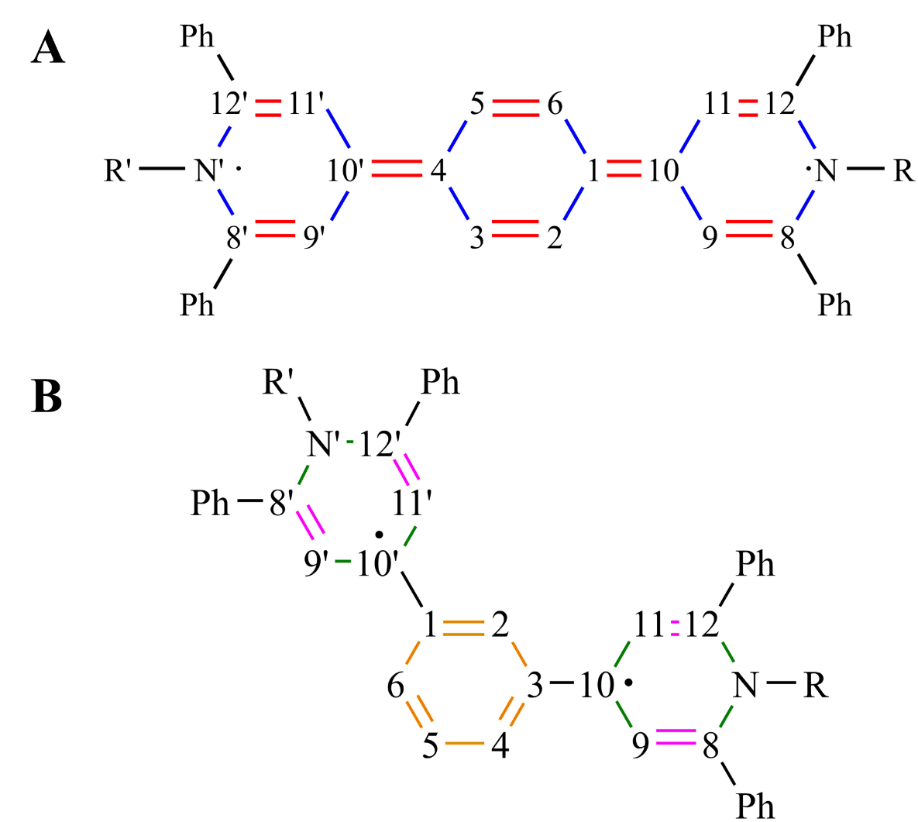 A
Ph Ph
12' 11' 5 6 11 12
R' N' · 10' 4 1 10 ·N R
8' 9' 3 2 9 8
Ph Ph
B
R' Ph
N' 12'
Ph 8' 11'
9' 10' Ph
1 2 11 12
6 3 10 N R
5 4 9 8
Ph